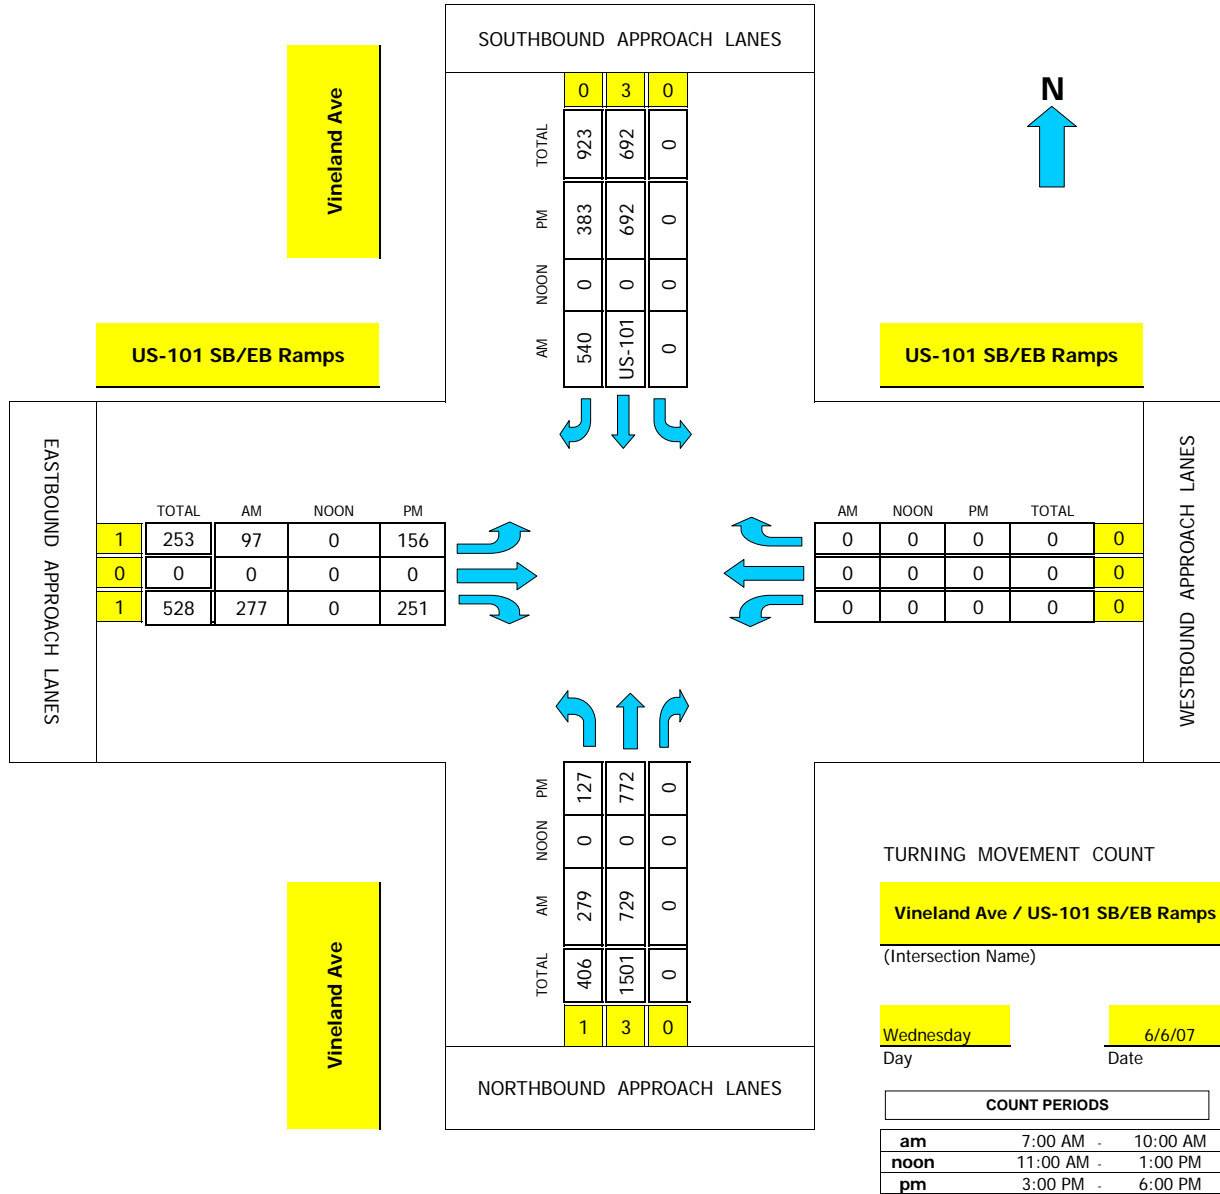 SOUTHBOUND APPROACH LANES
0 3 0
TOTAL 923 692 0
PM 383 692 0
NOON 0 0 0
AM 540 US-101 0
Vineland Ave
N
US-101 SB/EB Ramps
US-101 SB/EB Ramps
EASTBOUND APPROACH LANES
TOTAL AM NOON PM
1 253 97 0 156
0 0 0 0 0
1 528 277 0 251
AM NOON PM TOTAL
0 0 0 0 0
0 0 0 0 0
0 0 0 0 0
WESTBOUND APPROACH LANES
PM 127 772 0
NOON 0 0 0
AM 279 729 0
TOTAL 406 1501 0
1 3 0
NORTHBOUND APPROACH LANES
Vineland Ave
TURNING MOVEMENT COUNT
Vineland Ave / US-101 SB/EB Ramps
(Intersection Name)
Wednesday 6/6/07
Day Date
COUNT PERIODS
am 7:00 AM - 10:00 AM
noon 11:00 AM - 1:00 PM
pm 3:00 PM - 6:00 PM